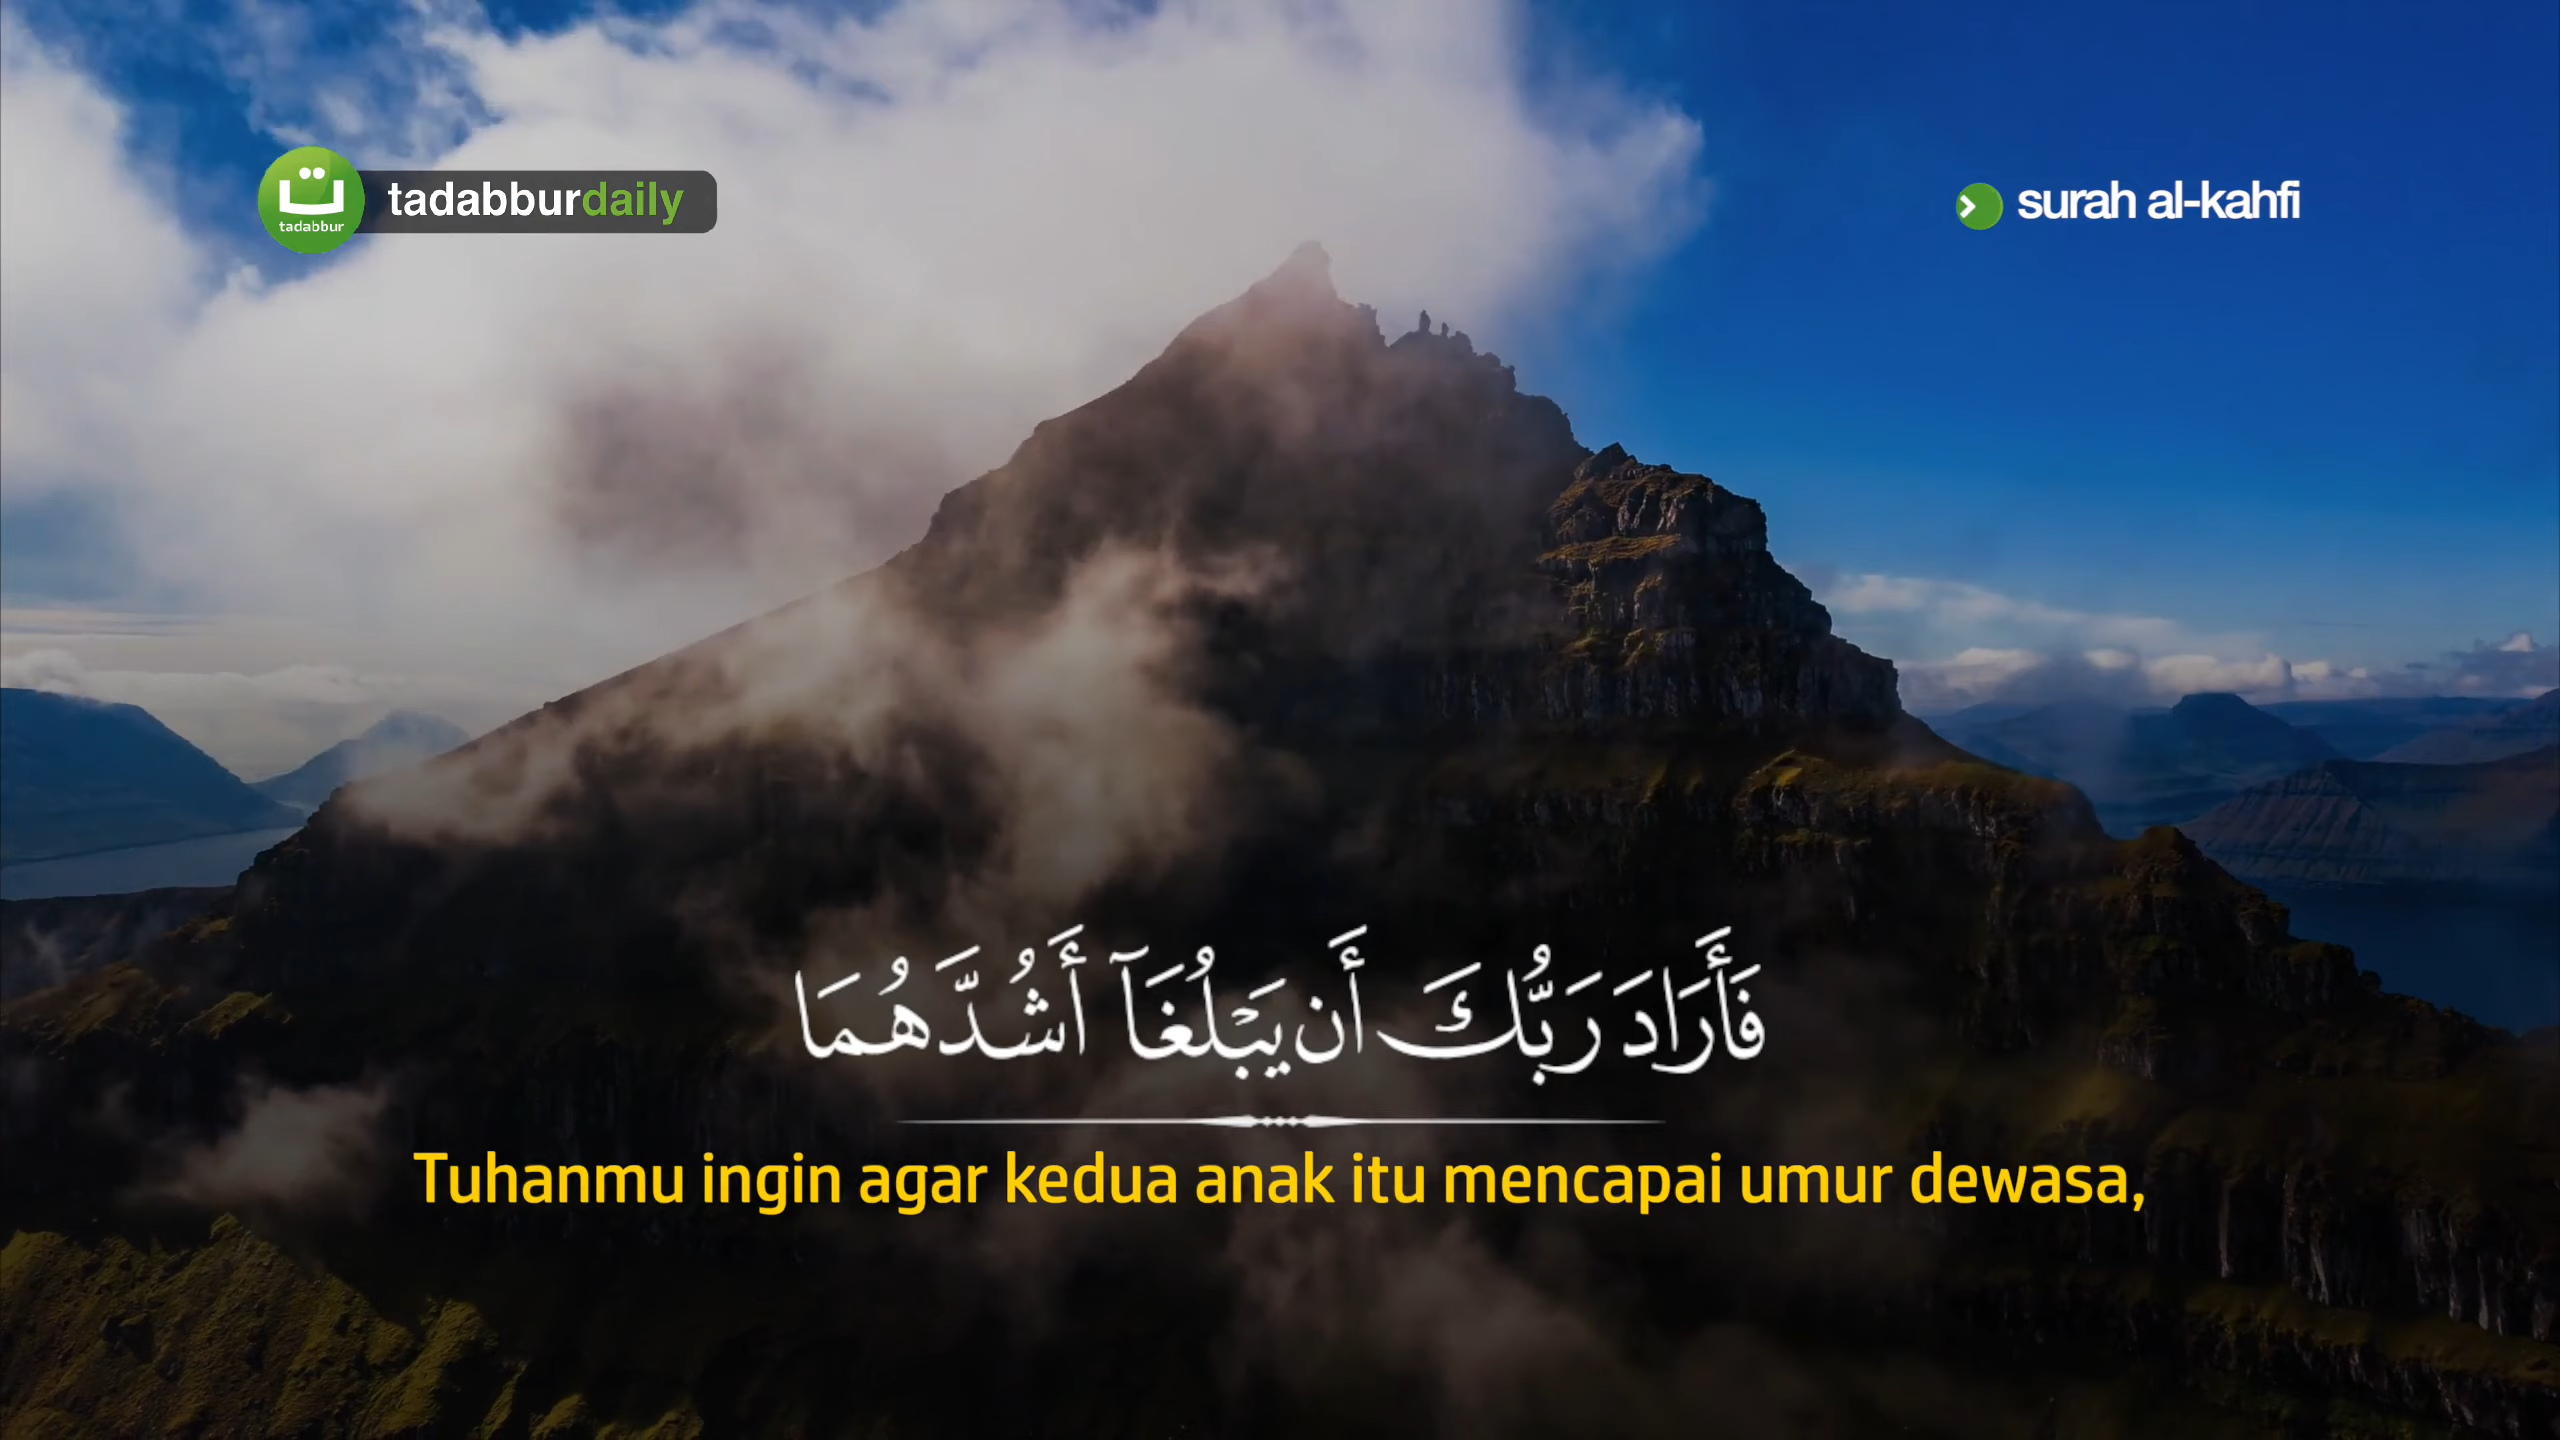 ت
tadabbur
tadabburdaily
surah al-kahfi
فَأَرَادَ رَبُّكَ أَن يَبْلُغَآ أَشُدَّهُمَا
Tuhanmu ingin agar kedua anak itu mencapai umur dewasa,